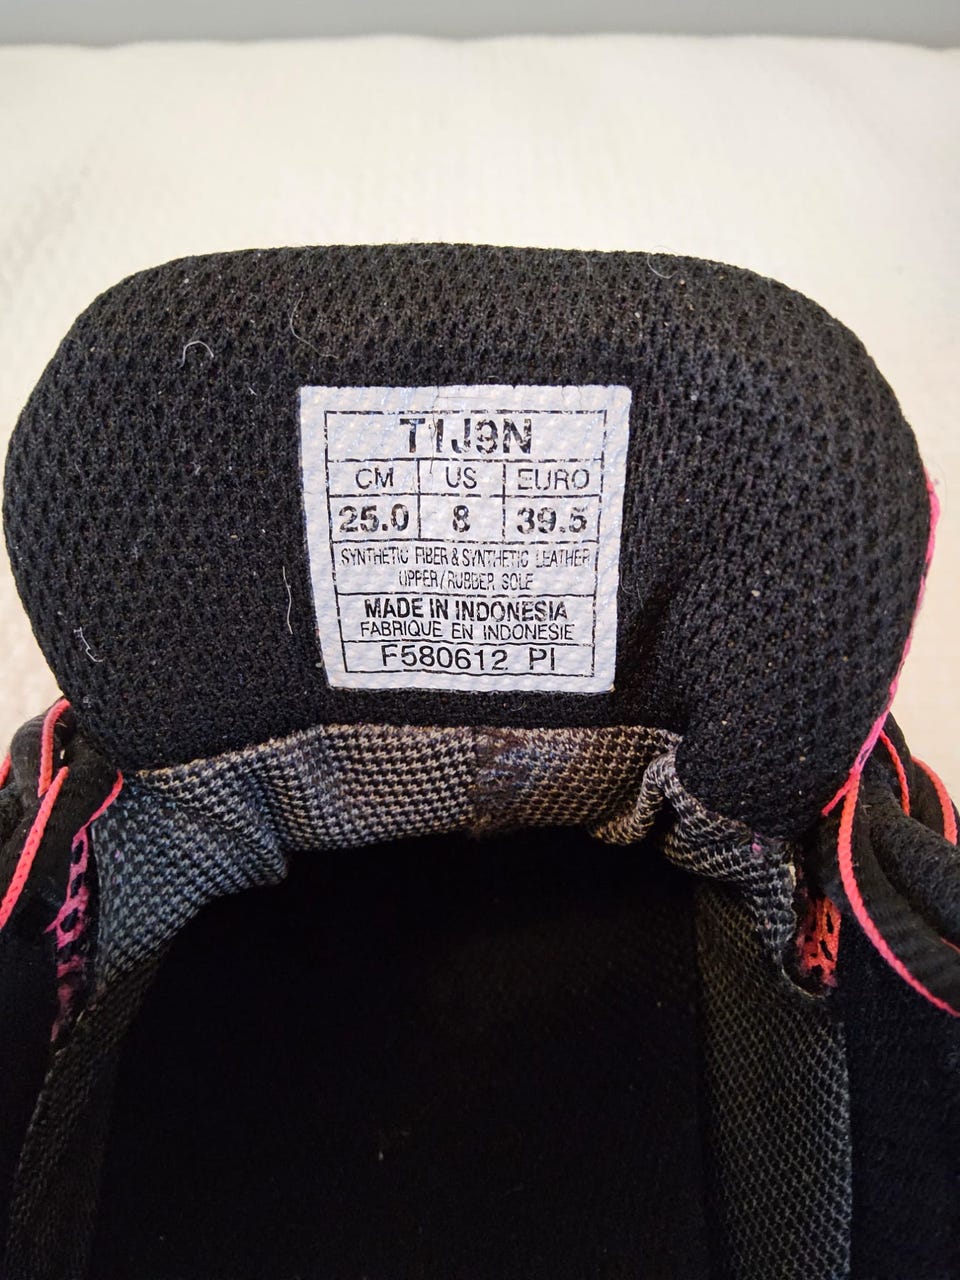 T1J9N
CM US EURO
25.0 8 39.5
SYNTHETIC FIBER & SYNTHETIC LEATHER
UPPER / RUBBER SOLE
MADE IN INDONESIA
FABRIQUE EN INDONESIE
F580612 PI